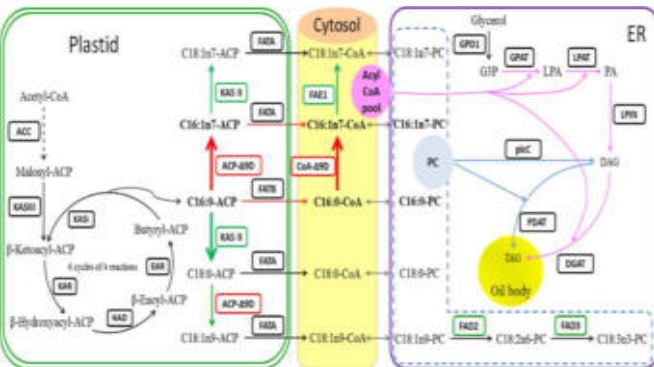 Plastid
Cytosol
ER
Acetyl-CoA
ACC
Malonyl-ACP
KASIII
KASI
β-Ketoacyl-ACP
Butyryl-ACP
6 cycles of 4 reactions
KAR
EAR
β-Hydroxyacyl-ACP
HAD
β-Enoyl-ACP
C18:1n7-ACP
FATA
C18:1n7-CoA
C18:1n7-PC
KAS II
FAE1
Acyl
CoA
pool
C16:1n7-ACP
FATA
C16:1n7-CoA
C16:1n7-PC
ACP-Δ9D
CoA-Δ9D
C16:0-ACP
FATB
C16:0-CoA
C16:0-PC
KAS II
C18:0-ACP
FATA
C18:0-CoA
C18:0-PC
ACP-Δ9D
C18:1n9-ACP
FATA
C18:1n9-CoA
C18:1n9-PC
FAD2
C18:2n6-PC
FAD3
C18:3n3-PC
Glycerol
GPD1
GPAT
LPAT
G3P
LPA
PA
LPIN
PC
plcC
DAG
PDAT
DGAT
Oil body